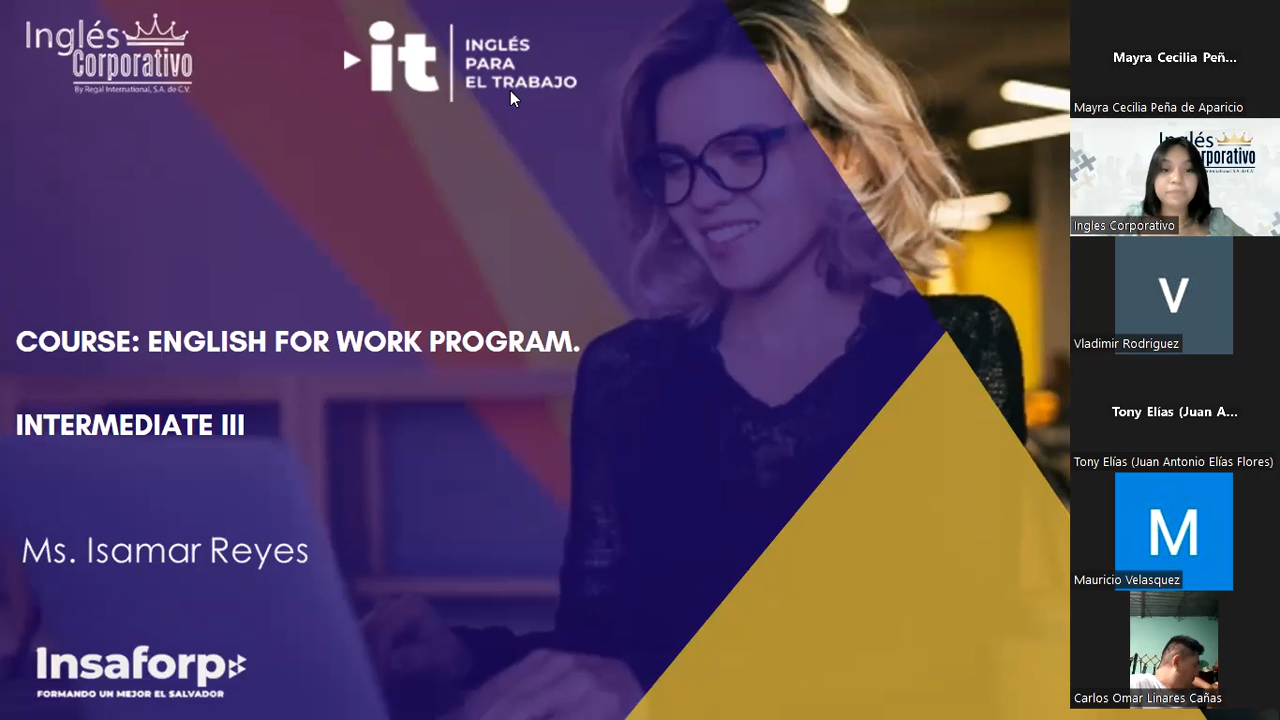 Inglés
Corporativo
By Regal International, S.A. de C.V.
it
INGLÉS
PARA
EL TRABAJO
COURSE: ENGLISH FOR WORK PROGRAM.
INTERMEDIATE III
Ms. Isamar Reyes
Insaforp
FORMANDO UN MEJOR EL SALVADOR
Mayra Cecilia Peñ...
Mayra Cecilia Peña de Aparicio
Inglés
rporativo
Ingles Corporativo
V
Vladimir Rodriguez
Tony Elías (Juan A...
Tony Elías (Juan Antonio Elías Flores)
M
Mauricio Velasquez
Carlos Omar Linares Cañas